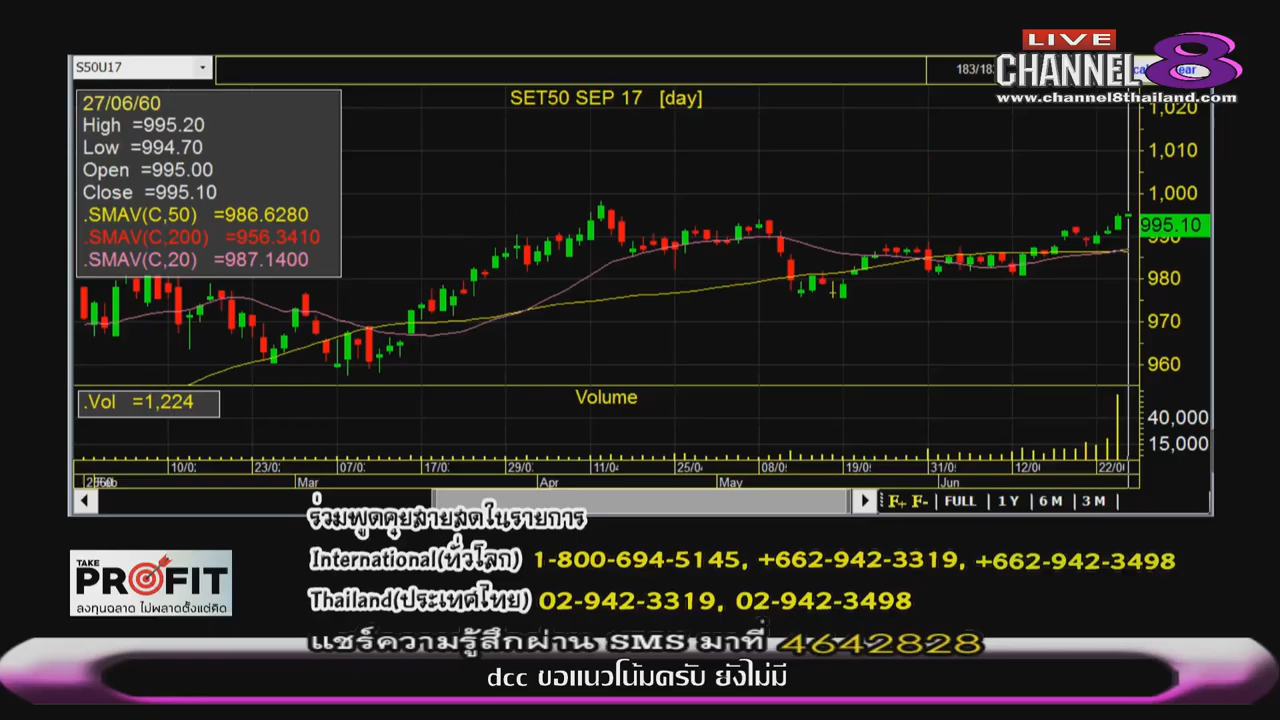 LIVE
CHANNEL 8
www.channel8thailand.com
S50U17
SET50 SEP 17 [day]
27/06/60
High =995.20
Low =994.70
Open =995.00
Close =995.10
.SMAV(C,50) =986.6280
.SMAV(C,200) =956.3410
.SMAV(C,20) =987.1400
1,020
1,010
1,000
995.10
990
980
970
960
.Vol =1,224
Volume
40,000
15,000
10/0 23/0 07/0 17/0 29/0 11/04 25/04 08/0 19/0 31/0 12/0 22/0
Mar Apr May Jun
F+ F- FULL 1 Y 6 M 3 M
ร่วมพูดคุยสายสดในรายการ
International(ทั่วโลก) 1-800-694-5145, +662-942-3319, +662-942-3498
Thailand(ประเทศไทย) 02-942-3319, 02-942-3498
TAKE
PROFIT
ลงทุนฉลาด ไม่พลาดตั้งแต่คิด
แชร์ความรู้สึกผ่าน SMS มาที่ 4642828
dcc ขอแนวโน้มครับ ยังไม่มี